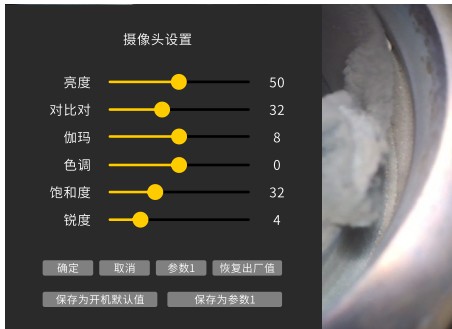 摄像头设置
亮度 50
对比对 32
伽玛 8
色调 0
饱和度 32
锐度 4
确定 取消 参数1 恢复出厂值
保存为开机默认值 保存为参数1